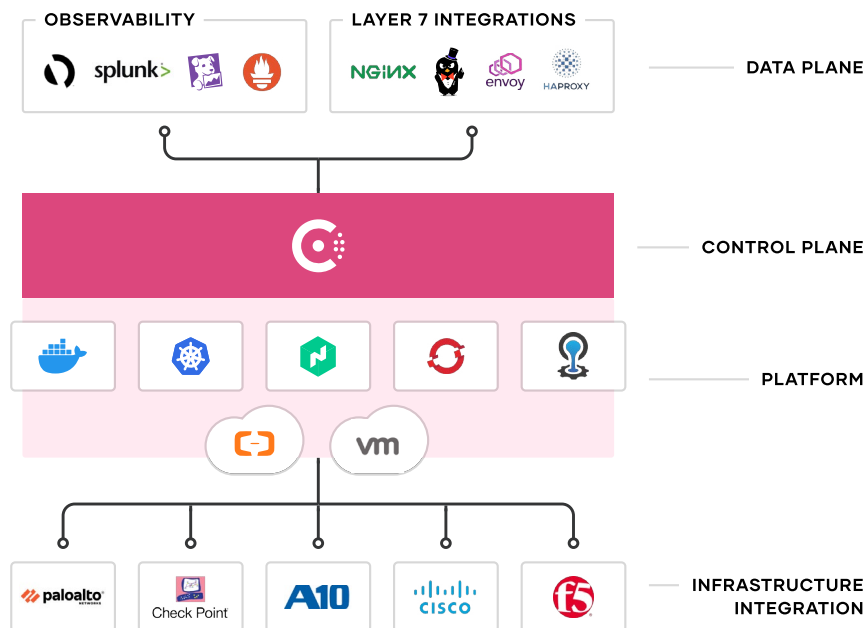 OBSERVABILITY
LAYER 7 INTEGRATIONS
splunk>
NGINX
envoy
HAPROXY
DATA PLANE
CONTROL PLANE
PLATFORM
vm
paloalto
NETWORKS
Check Point
A10
CISCO
f5
INFRASTRUCTURE
INTEGRATION